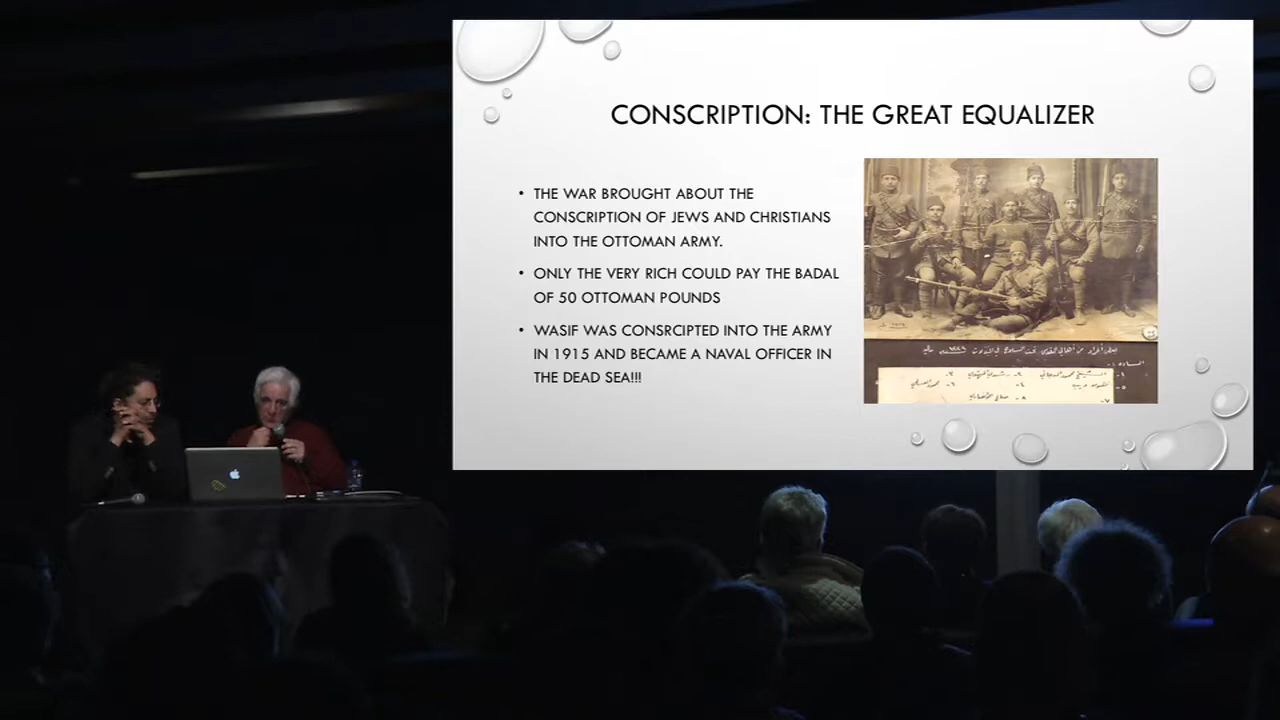 CONSCRIPTION: THE GREAT EQUALIZER
• THE WAR BROUGHT ABOUT THE
CONSCRIPTION OF JEWS AND CHRISTIANS
INTO THE OTTOMAN ARMY.
• ONLY THE VERY RICH COULD PAY THE BADAL
OF 50 OTTOMAN POUNDS
• WASIF WAS CONSRCIPTED INTO THE ARMY
IN 1915 AND BECAME A NAVAL OFFICER IN
THE DEAD SEA!!!